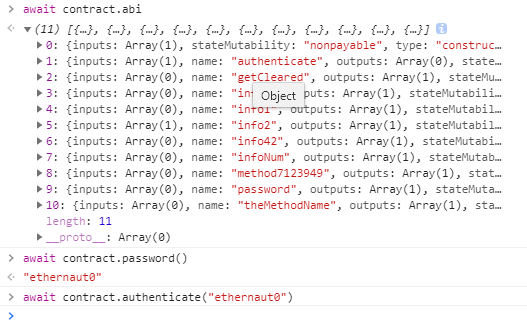 > await contract.abi
(11) [{…}, {…}, {…}, {…}, {…}, {…}, {…}, {…}, {…}, {…}, {…}] i
0: {inputs: Array(1), stateMutability: "nonpayable", type: "construc…
1: {inputs: Array(1), name: "authenticate", outputs: Array(0), state…
2: {inputs: Array(0), name: "getCleared", outputs: Array(1), stateMu…
3: {inputs: Array(0), name: "in puts: Array(1), stateMutabili…
4: {inputs: Array(0), name: "info1", outputs: Array(1), stateMutabil…
5: {inputs: Array(1), name: "info2", outputs: Array(1), stateMutabil…
6: {inputs: Array(0), name: "info42", outputs: Array(1), stateMutabi…
7: {inputs: Array(0), name: "infoNum", outputs: Array(1), stateMutab…
8: {inputs: Array(0), name: "method7123949", outputs: Array(1), stat…
9: {inputs: Array(0), name: "password", outputs: Array(1), stateMuta…
10: {inputs: Array(0), name: "theMethodName", outputs: Array(1), sta…
Object
length: 11
__proto__: Array(0)
> await contract.password()
"ethernaut0"
> await contract.authenticate("ethernaut0")
>